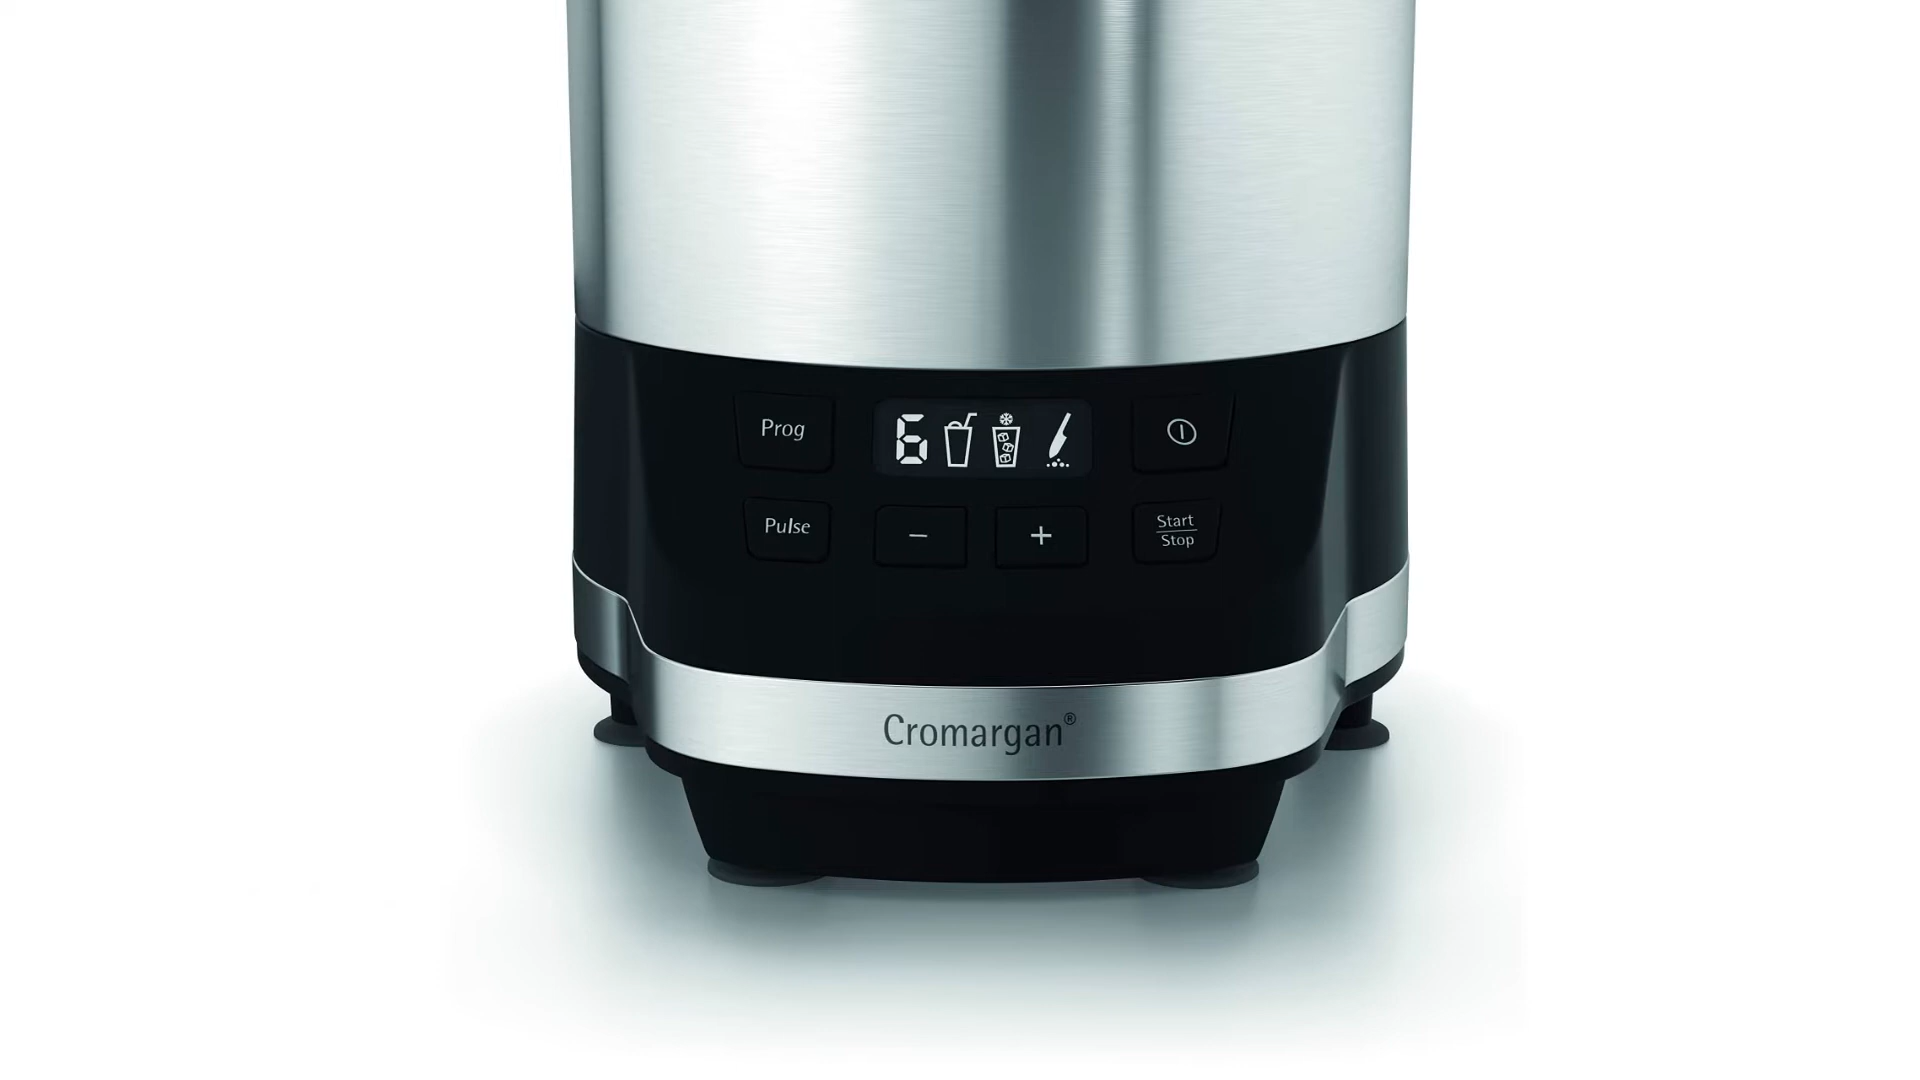 Prog
6
Pulse
−
+
Start
Stop
Cromargan®